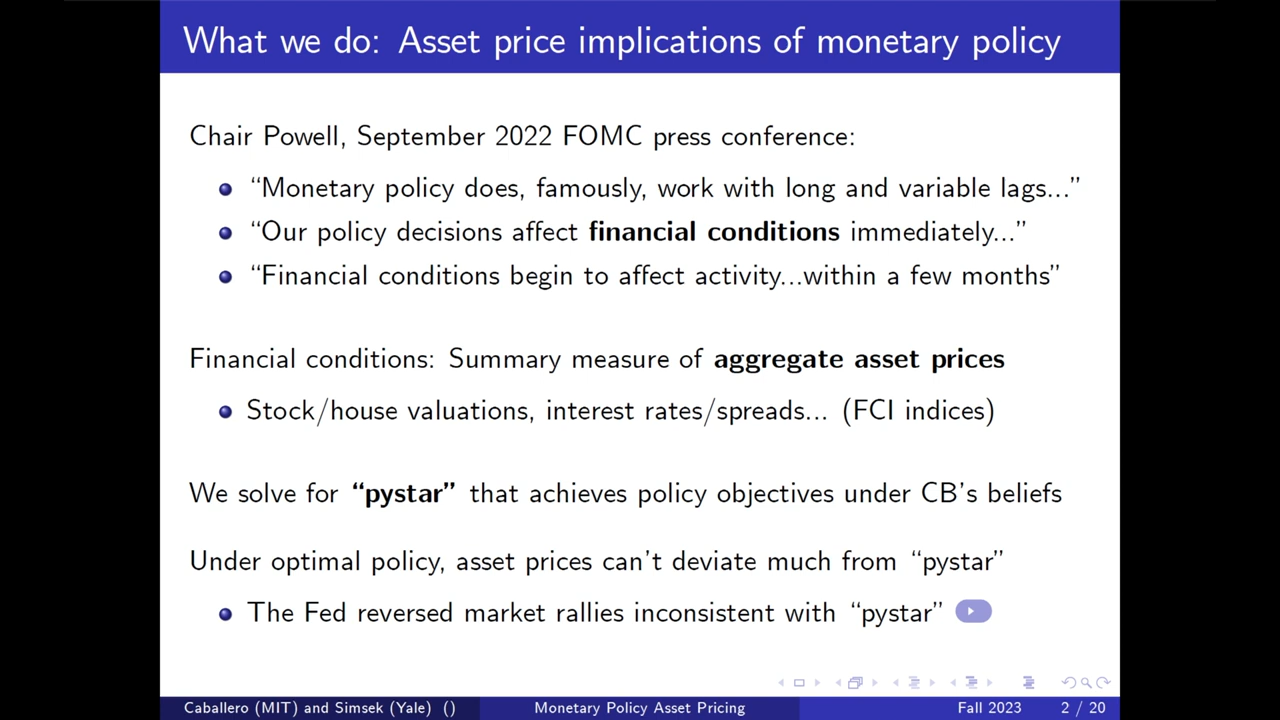 What we do: Asset price implications of monetary policy
Chair Powell, September 2022 FOMC press conference:
“Monetary policy does, famously, work with long and variable lags...”
“Our policy decisions affect financial conditions immediately...”
“Financial conditions begin to affect activity...within a few months”
Financial conditions: Summary measure of aggregate asset prices
Stock/house valuations, interest rates/spreads... (FCI indices)
We solve for “pystar” that achieves policy objectives under CB's beliefs
Under optimal policy, asset prices can't deviate much from “pystar”
The Fed reversed market rallies inconsistent with “pystar”
Caballero (MIT) and Simsek (Yale) () Monetary Policy Asset Pricing Fall 2023 2 / 20